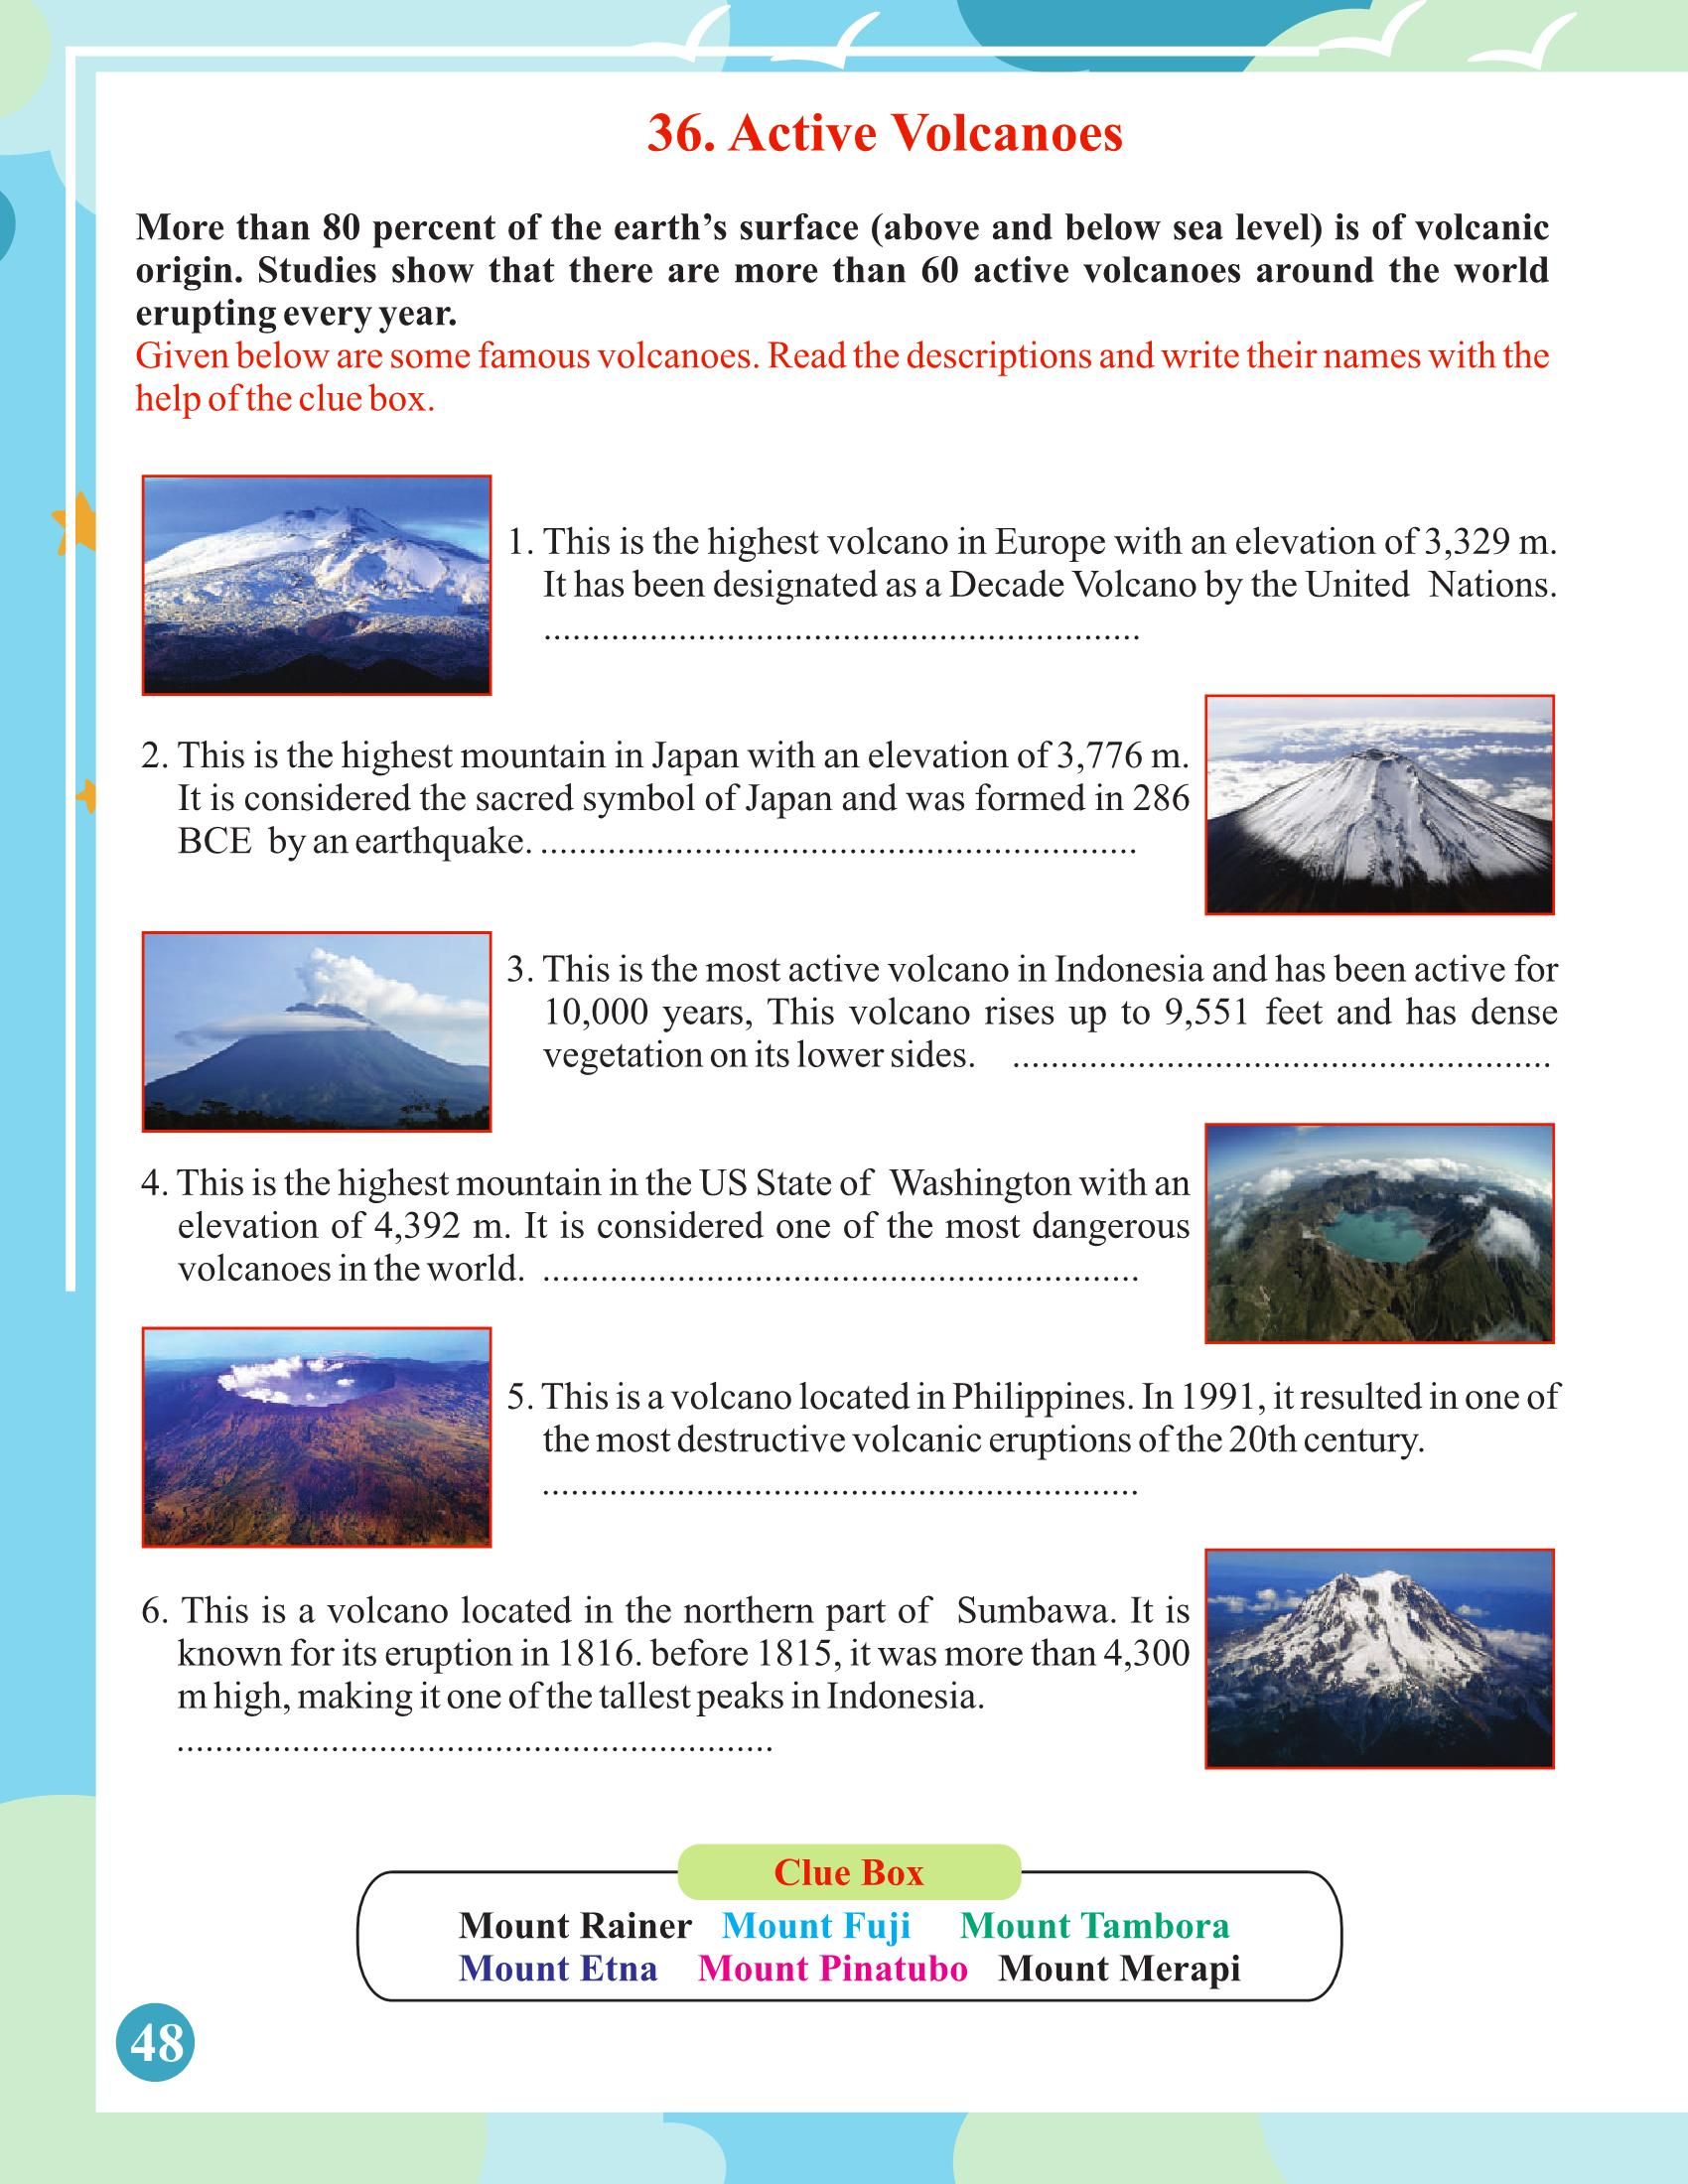 36. Active Volcanoes
More than 80 percent of the earth’s surface (above and below sea level) is of volcanic
origin. Studies show that there are more than 60 active volcanoes around the world
erupting every year.
Given below are some famous volcanoes. Read the descriptions and write their names with the
help of the clue box.
1. This is the highest volcano in Europe with an elevation of 3,329 m.
It has been designated as a Decade Volcano by the United Nations.
..............................................................
2. This is the highest mountain in Japan with an elevation of 3,776 m.
It is considered the sacred symbol of Japan and was formed in 286
BCE by an earthquake. ..............................................................
3. This is the most active volcano in Indonesia and has been active for
10,000 years, This volcano rises up to 9,551 feet and has dense
vegetation on its lower sides. ........................................................
4. This is the highest mountain in the US State of Washington with an
elevation of 4,392 m. It is considered one of the most dangerous
volcanoes in the world. ..............................................................
5. This is a volcano located in Philippines. In 1991, it resulted in one of
the most destructive volcanic eruptions of the 20th century.
..............................................................
6. This is a volcano located in the northern part of Sumbawa. It is
known for its eruption in 1816. before 1815, it was more than 4,300
m high, making it one of the tallest peaks in Indonesia.
..............................................................
Clue Box
Mount Rainer Mount Fuji Mount Tambora
Mount Etna Mount Pinatubo Mount Merapi
48